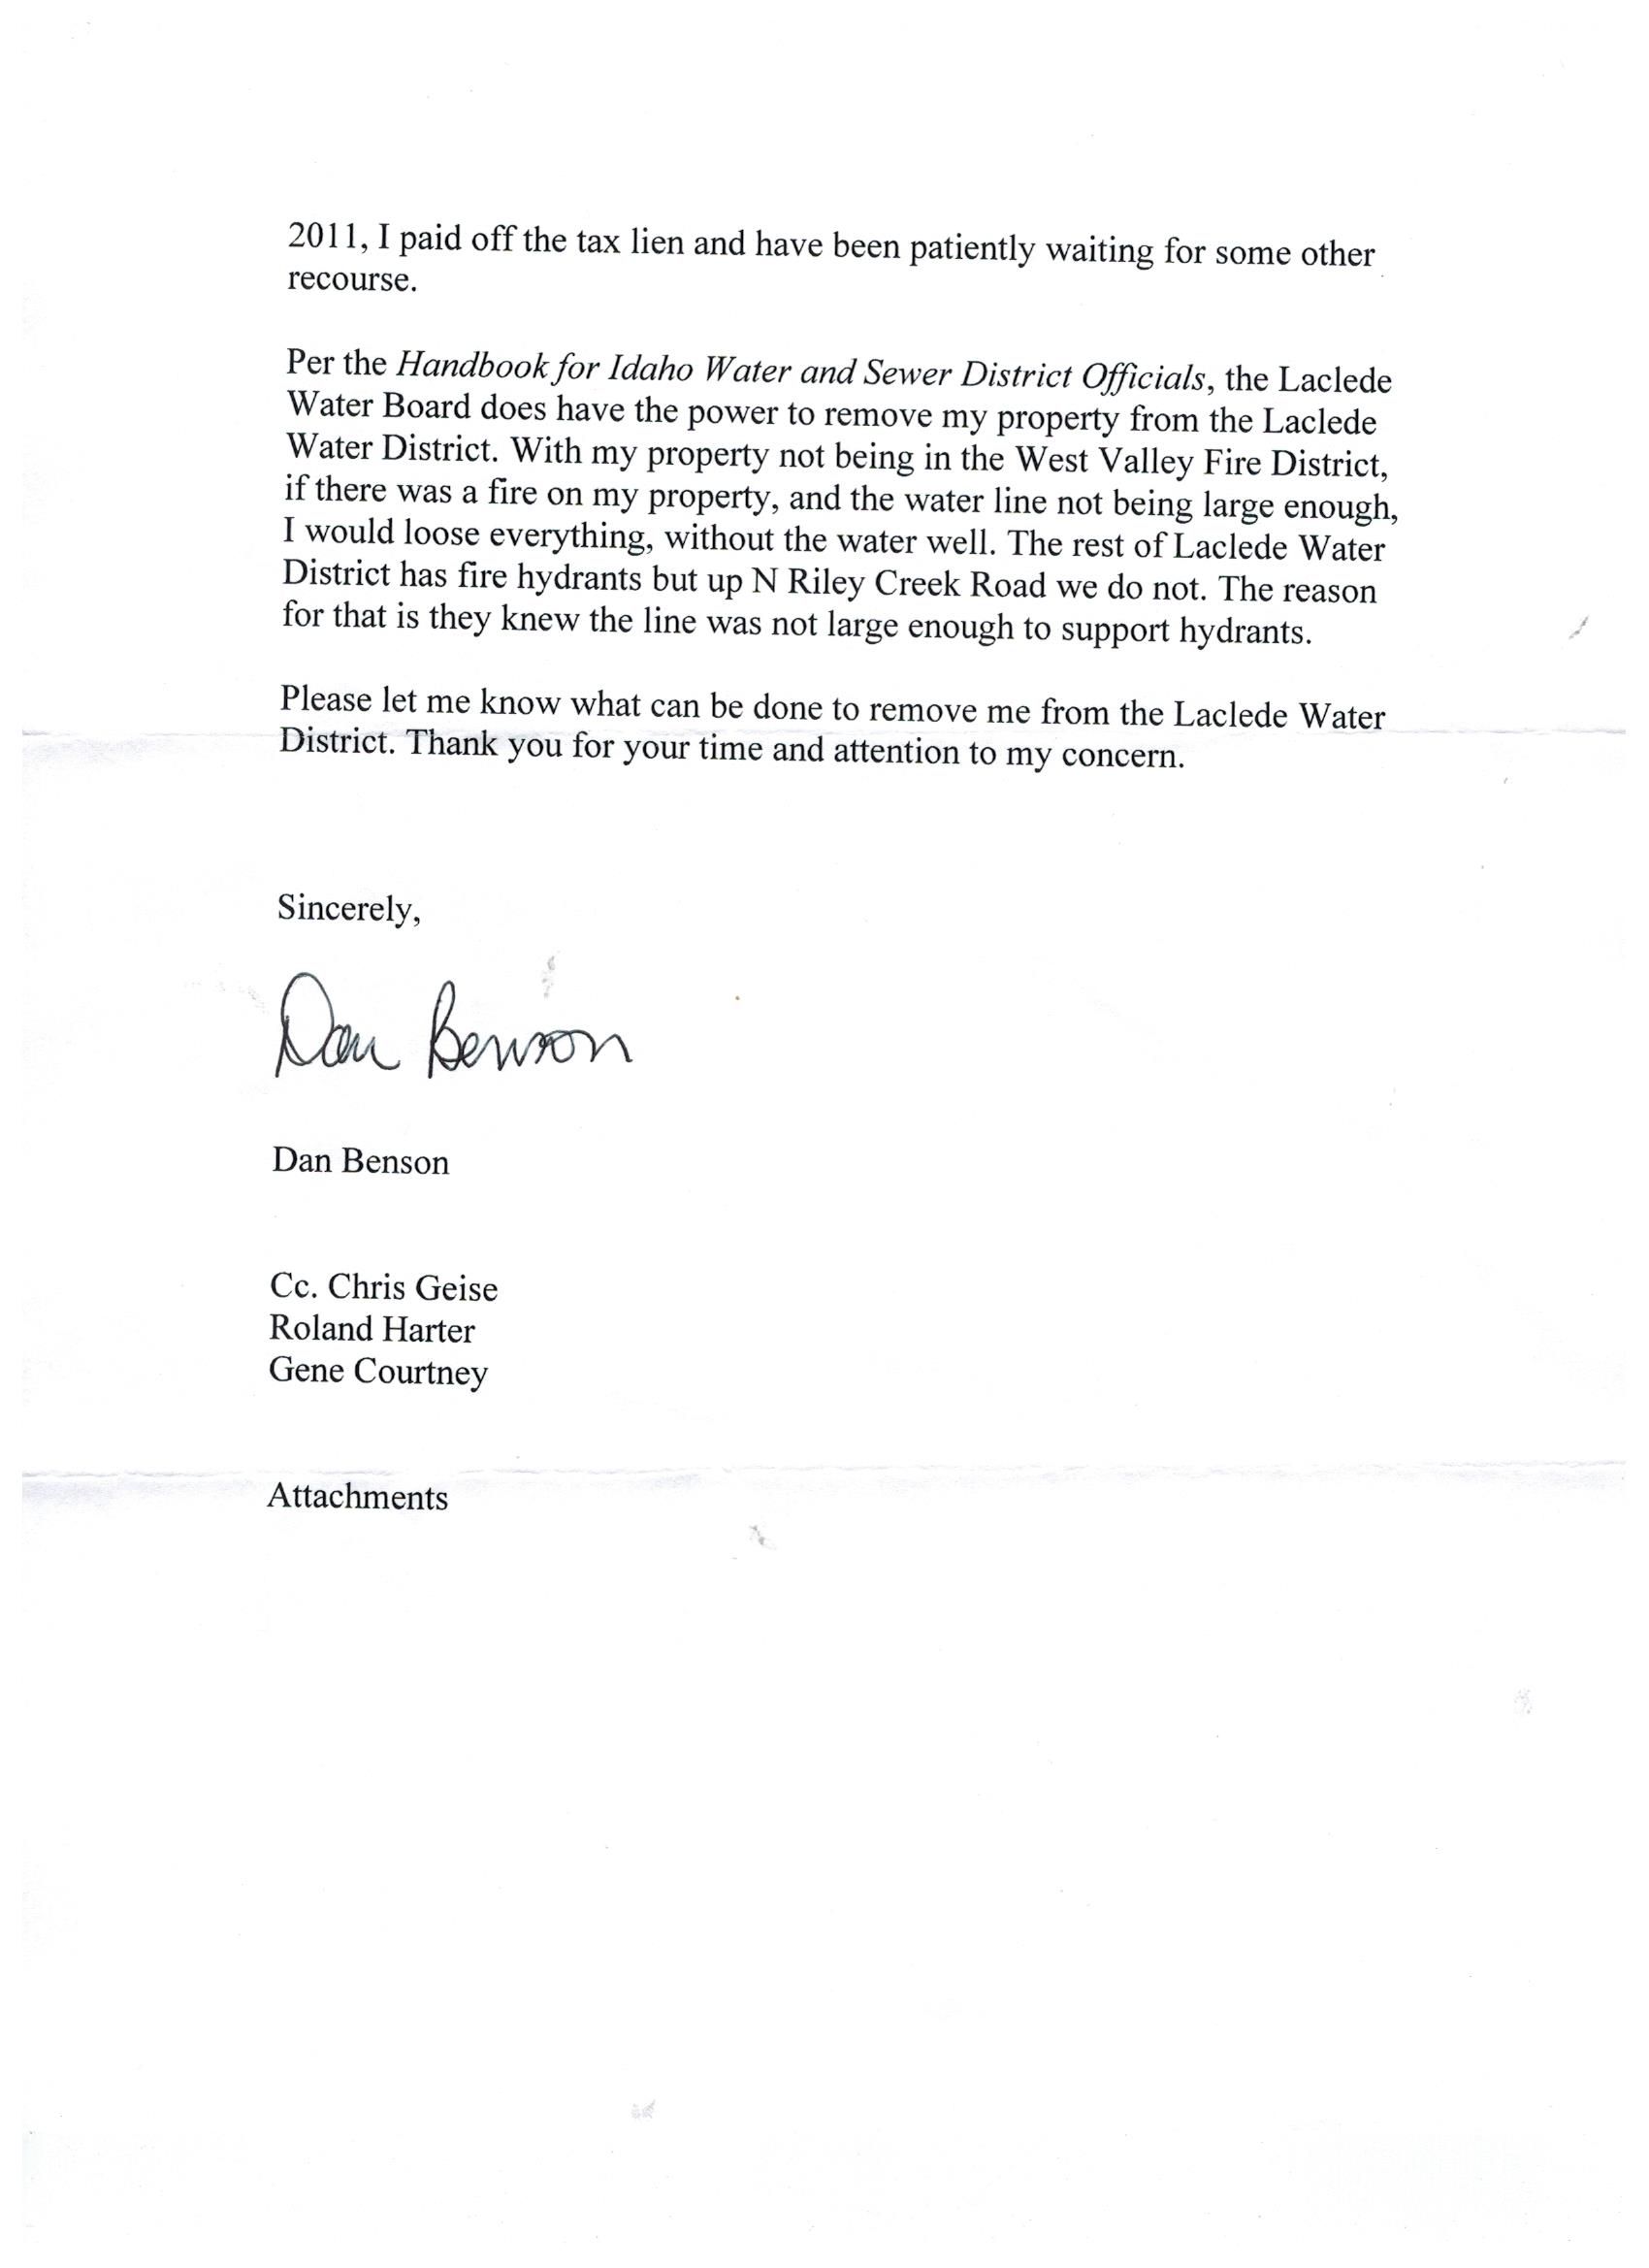 2011, I paid off the tax lien and have been patiently waiting for some other
recourse.
Per the Handbook for Idaho Water and Sewer District Officials, the Laclede
Water Board does have the power to remove my property from the Laclede
Water District. With my property not being in the West Valley Fire District,
if there was a fire on my property, and the water line not being large enough,
I would loose everything, without the water well. The rest of Laclede Water
District has fire hydrants but up N Riley Creek Road we do not. The reason
for that is they knew the line was not large enough to support hydrants.
Please let me know what can be done to remove me from the Laclede Water
District. Thank you for your time and attention to my concern.
Sincerely,
Dan Benson
Dan Benson
Cc. Chris Geise
Roland Harter
Gene Courtney
Attachments